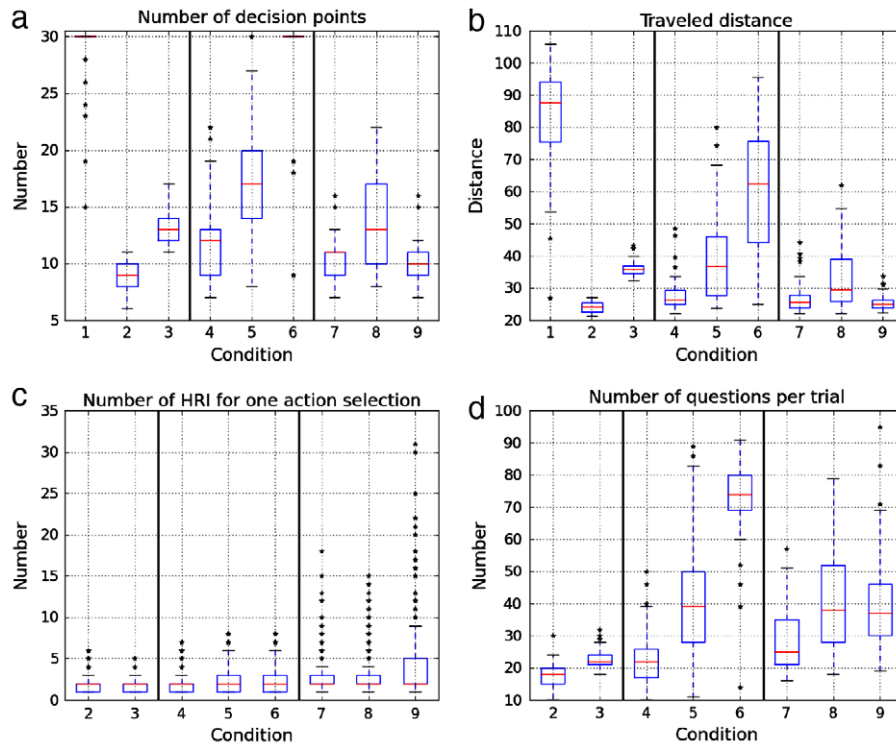 a
Number of decision points
30
25
20
15
10
5
Number
1 2 3 4 5 6 7 8 9
Condition
b
Traveled distance
110
100
90
80
70
60
50
40
30
20
Distance
1 2 3 4 5 6 7 8 9
Condition
c
Number of HRI for one action selection
35
30
25
20
15
10
5
0
Number
2 3 4 5 6 7 8 9
Condition
d
Number of questions per trial
100
90
80
70
60
50
40
30
20
10
Number
2 3 4 5 6 7 8 9
Condition